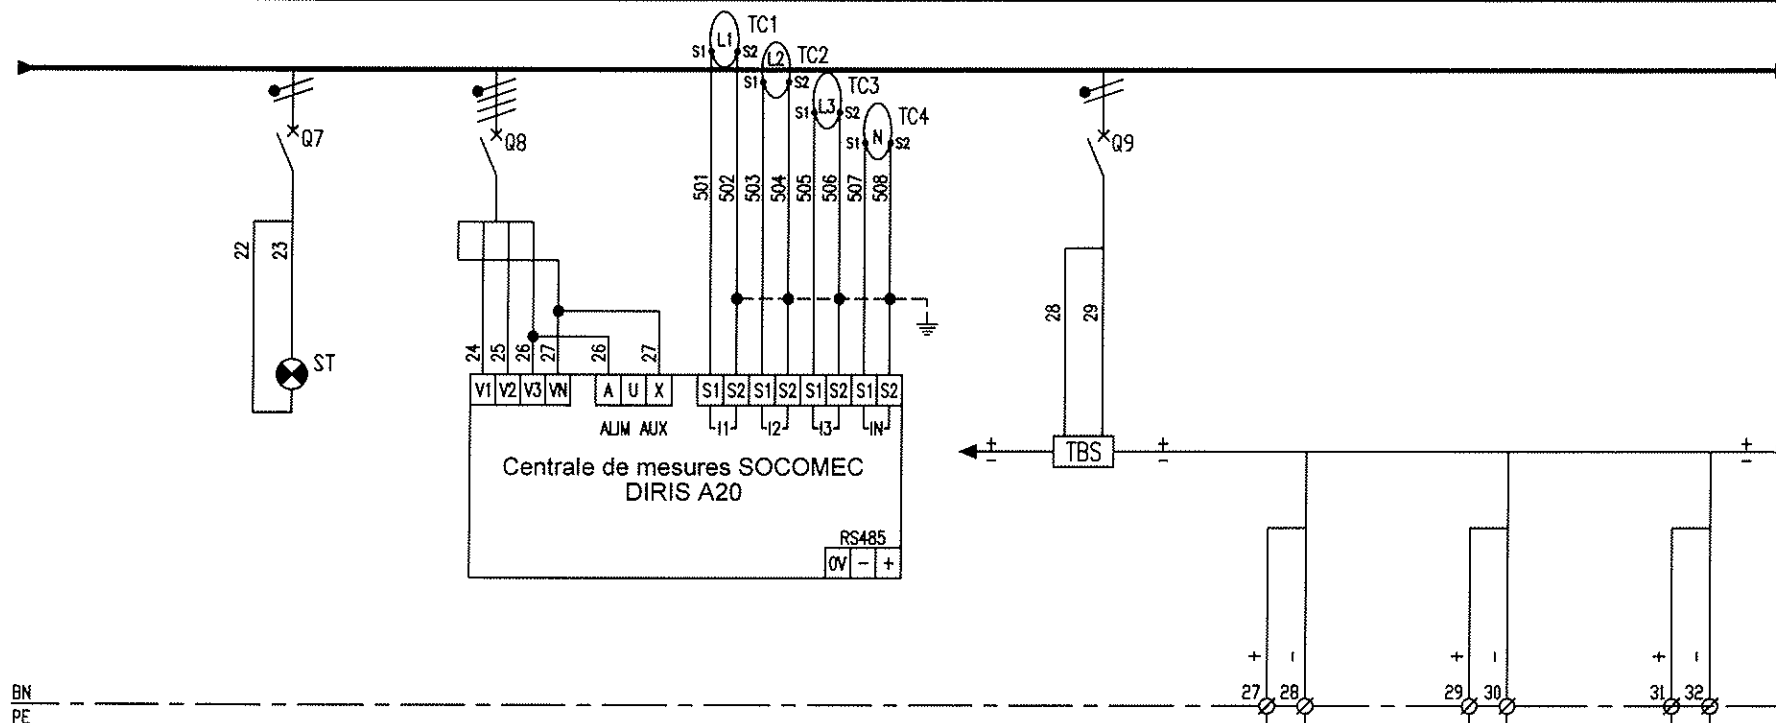 TC1
L1
S1 S2
TC2
L2
S1 S2
TC3
L3
S1 S2
TC4
N
S1 S2
Q7
Q8
Q9
501 502 503 504 505 506 507 508
22 23
28 29
ST
24 25 26 27 26 27
V1 V2 V3 VN A U X S1 S2 S1 S2 S1 S2 S1 S2
ALIM AUX I1 I2 I3 IN
TBS
+ - + - + -
Centrale de mesures SOCOMEC
DIRIS A20
RS485
0V - +
+ - + - + -
BN 27 28 29 30 31 32
PE